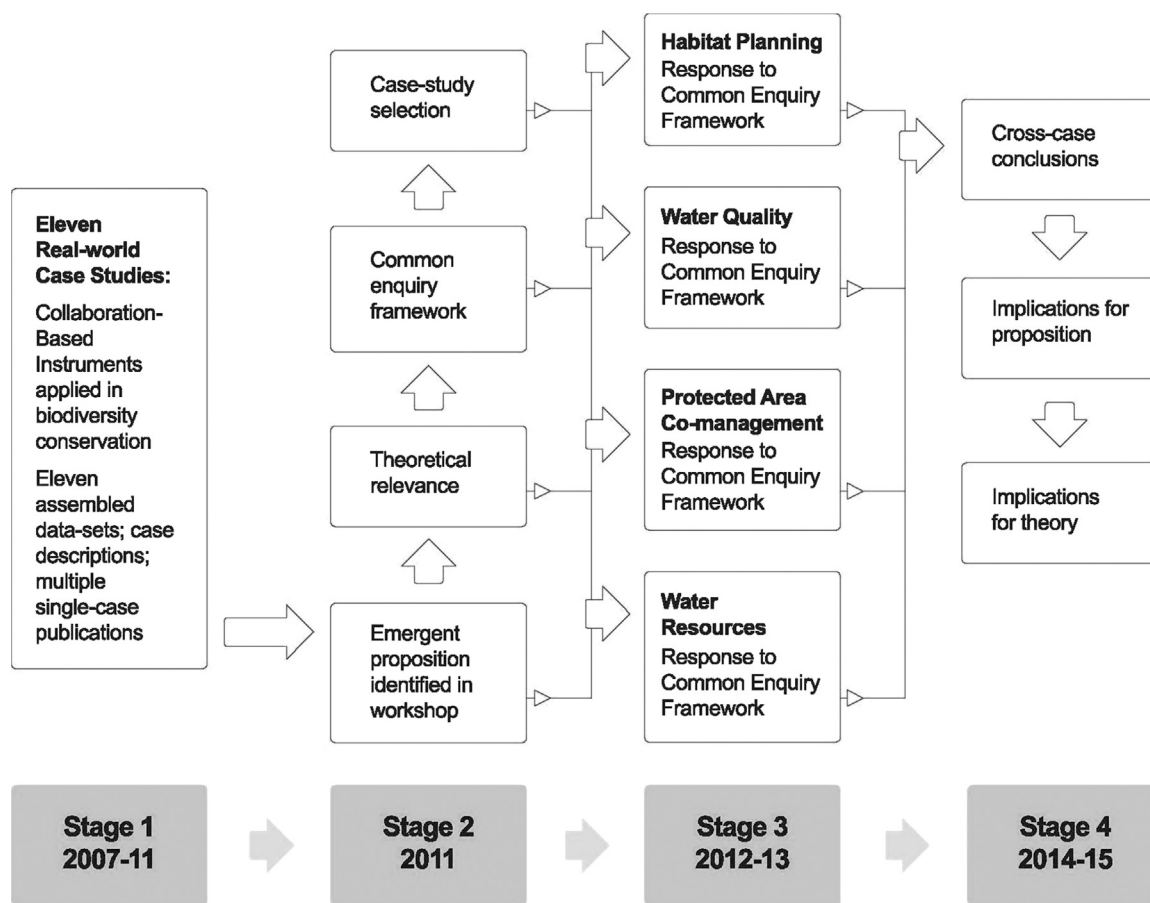 Eleven
Real-world
Case Studies:
Collaboration-
Based
Instruments
applied in
biodiversity
conservation
Eleven
assembled
data-sets; case
descriptions;
multiple
single-case
publications
Case-study
selection
Common
enquiry
framework
Theoretical
relevance
Emergent
proposition
identified in
workshop
Habitat Planning
Response to
Common Enquiry
Framework
Water Quality
Response to
Common Enquiry
Framework
Protected Area
Co-management
Response to
Common Enquiry
Framework
Water
Resources
Response to
Common Enquiry
Framework
Cross-case
conclusions
Implications for
proposition
Implications
for theory
Stage 1
2007-11
Stage 2
2011
Stage 3
2012-13
Stage 4
2014-15